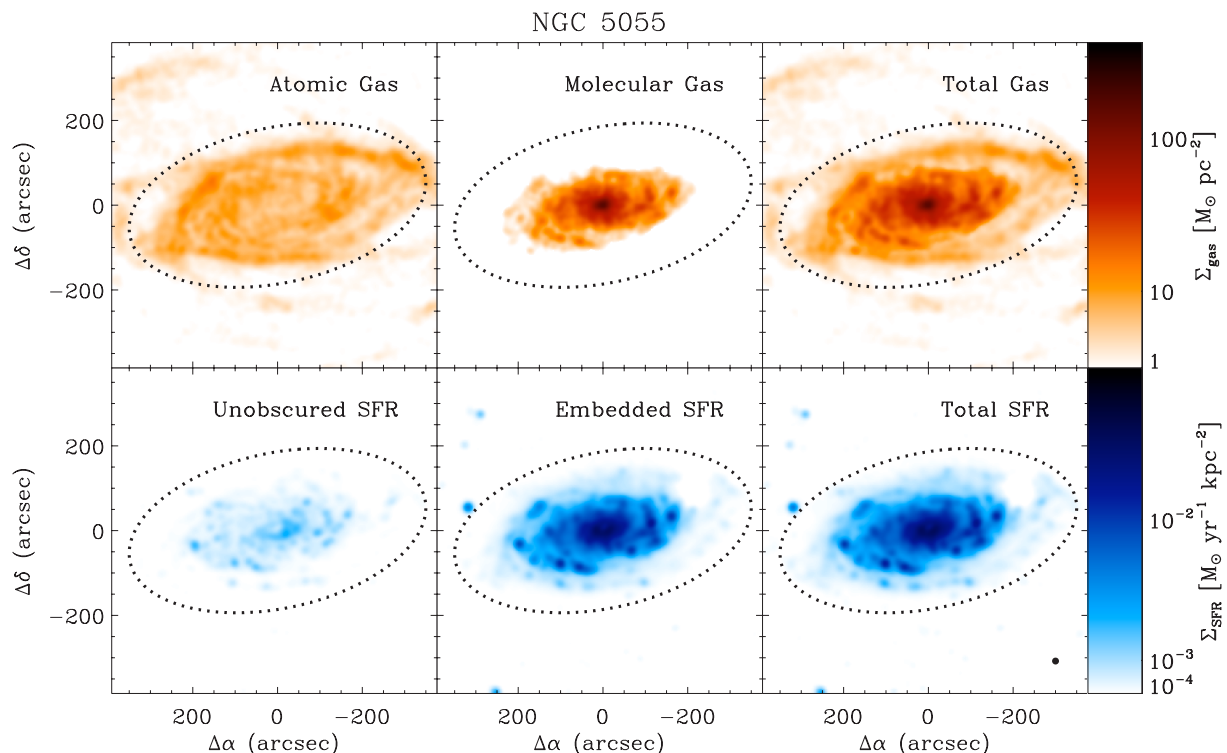 NGC 5055
Atomic Gas
Molecular Gas
Total Gas
200
0
−200
Δδ (arcsec)
100
10
1
Σgas [M⊙ pc−2]
Unobscured SFR
Embedded SFR
Total SFR
200
0
−200
Δδ (arcsec)
10−2
10−3
10−4
ΣSFR [M⊙ yr−1 kpc−2]
200 0 −200
200 0 −200
200 0 −200
Δα (arcsec)
Δα (arcsec)
Δα (arcsec)